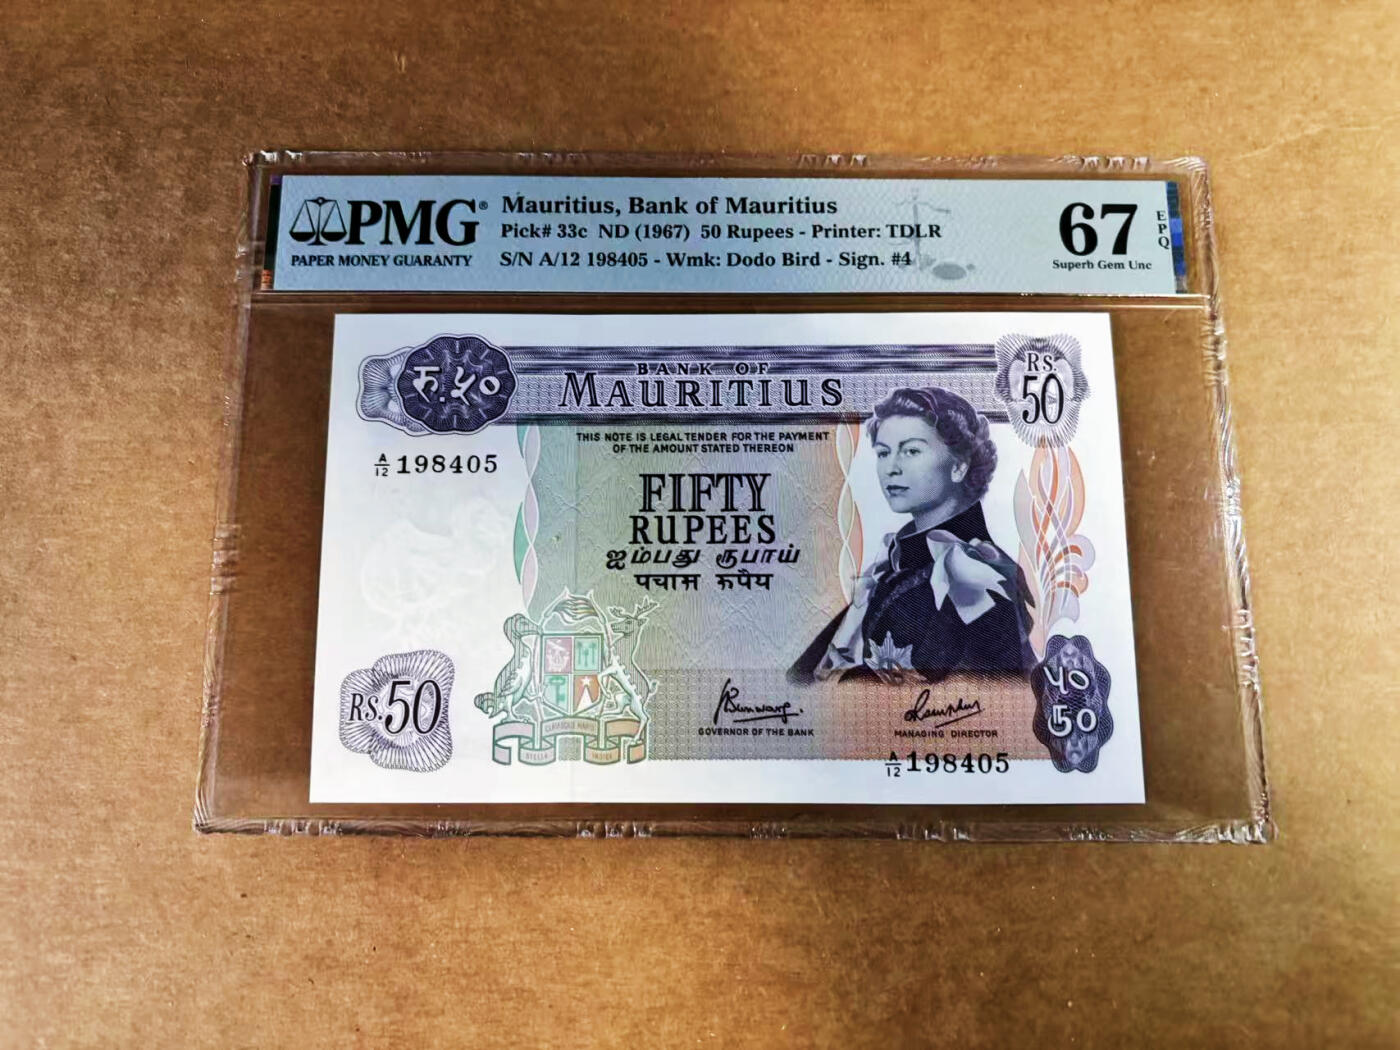 PMG®
PAPER MONEY GUARANTY
Mauritius, Bank of Mauritius
Pick# 33c ND (1967) 50 Rupees - Printer: TDLR
S/N A/12 198405 - Wmk: Dodo Bird - Sign. #4
67 EPQ
Superb Gem Unc
रु.५०
BANK OF
MAURITIUS
RS.
50
THIS NOTE IS LEGAL TENDER FOR THE PAYMENT
OF THE AMOUNT STATED THEREON
A/12 198405
FIFTY
RUPEES
ஐம்பது ரூபாய்
पचास रूपैय
RS.50
STELLA
GOVERNOR OF THE BANK
MANAGING DIRECTOR
A/12 198405
५०
50